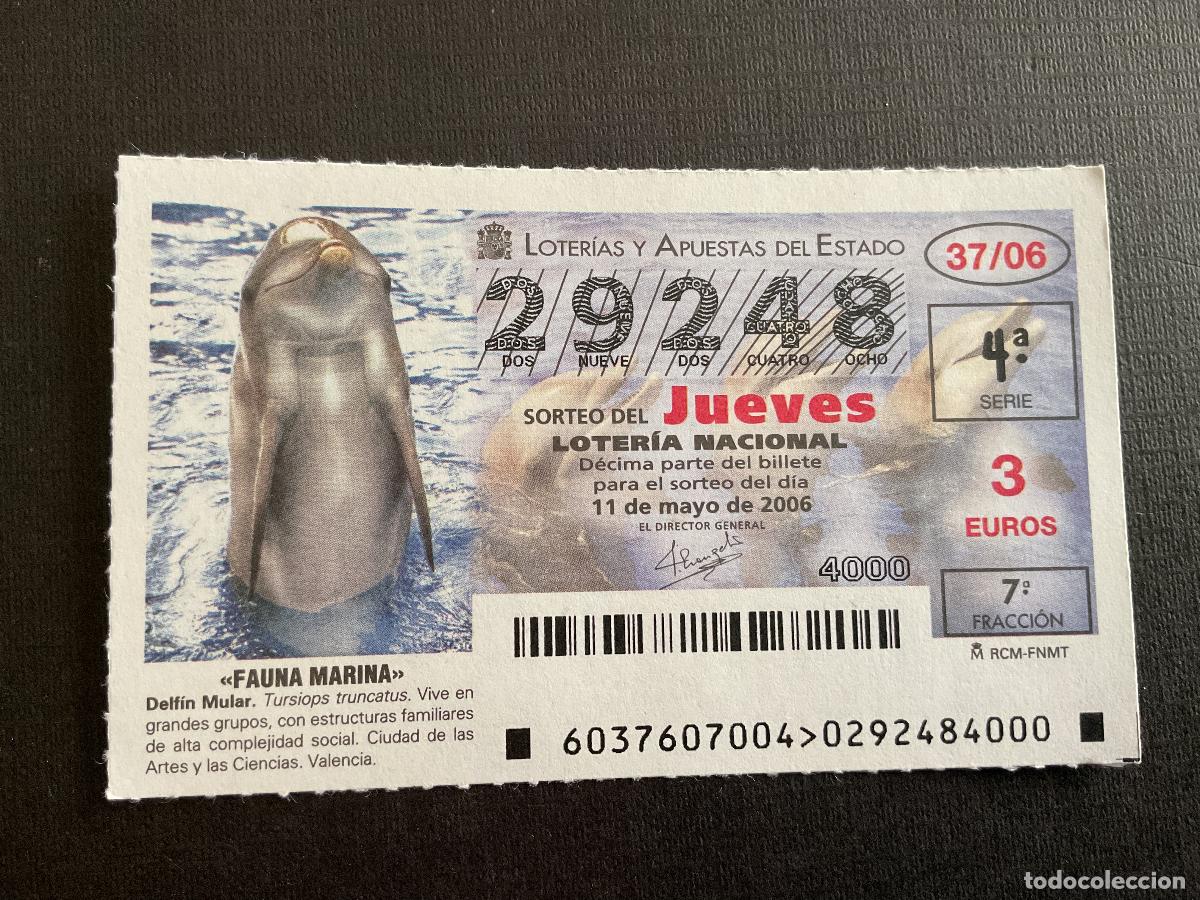 LOTERÍAS Y APUESTAS DEL ESTADO
37/06
29248
DOS NUEVE DOS CUATRO OCHO
4ª
SERIE
SORTEO DEL Jueves
LOTERÍA NACIONAL
Décima parte del billete
para el sorteo del día
11 de mayo de 2006
EL DIRECTOR GENERAL
3
EUROS
4000
7ª
FRACCIÓN
RCM-FNMT
«FAUNA MARINA»
Delfín Mular. Tursiops truncatus. Vive en
grandes grupos, con estructuras familiares
de alta complejidad social. Ciudad de las
Artes y las Ciencias. Valencia.
6037607004>0292484000
todocoleccion